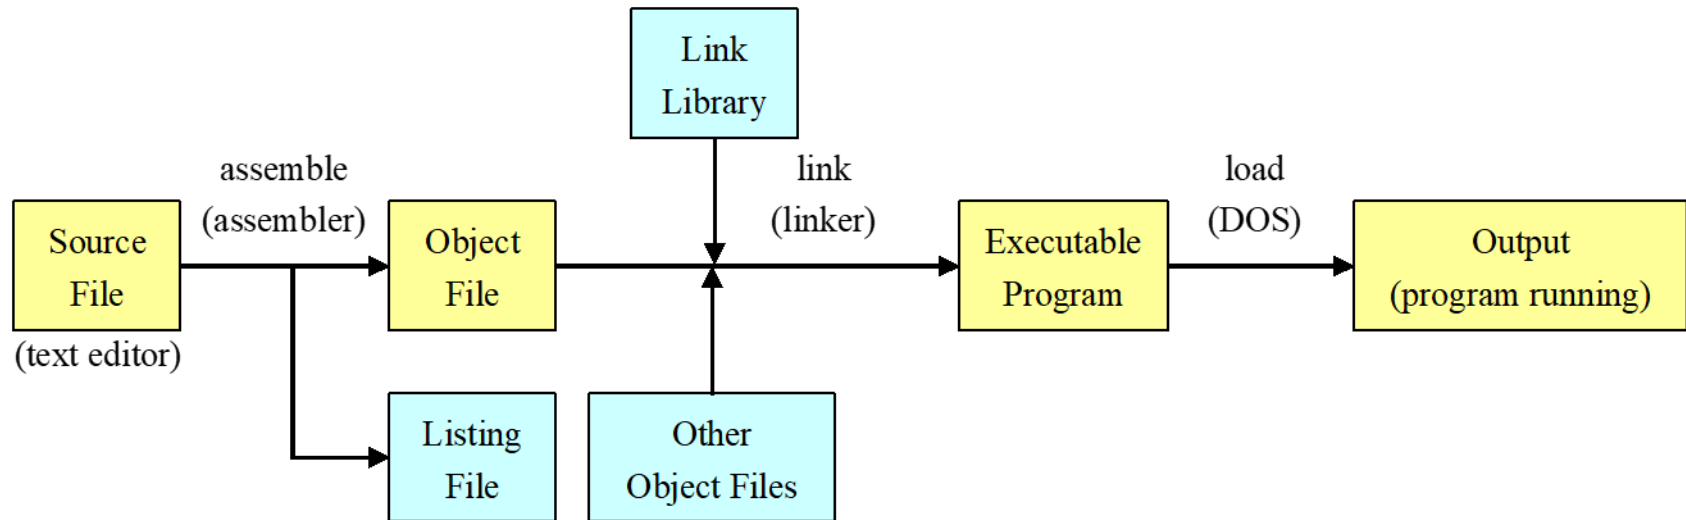 Link
Library
assemble
(assembler)
link
(linker)
load
(DOS)
Source
File
Object
File
Executable
Program
Output
(program running)
(text editor)
Listing
File
Other
Object Files